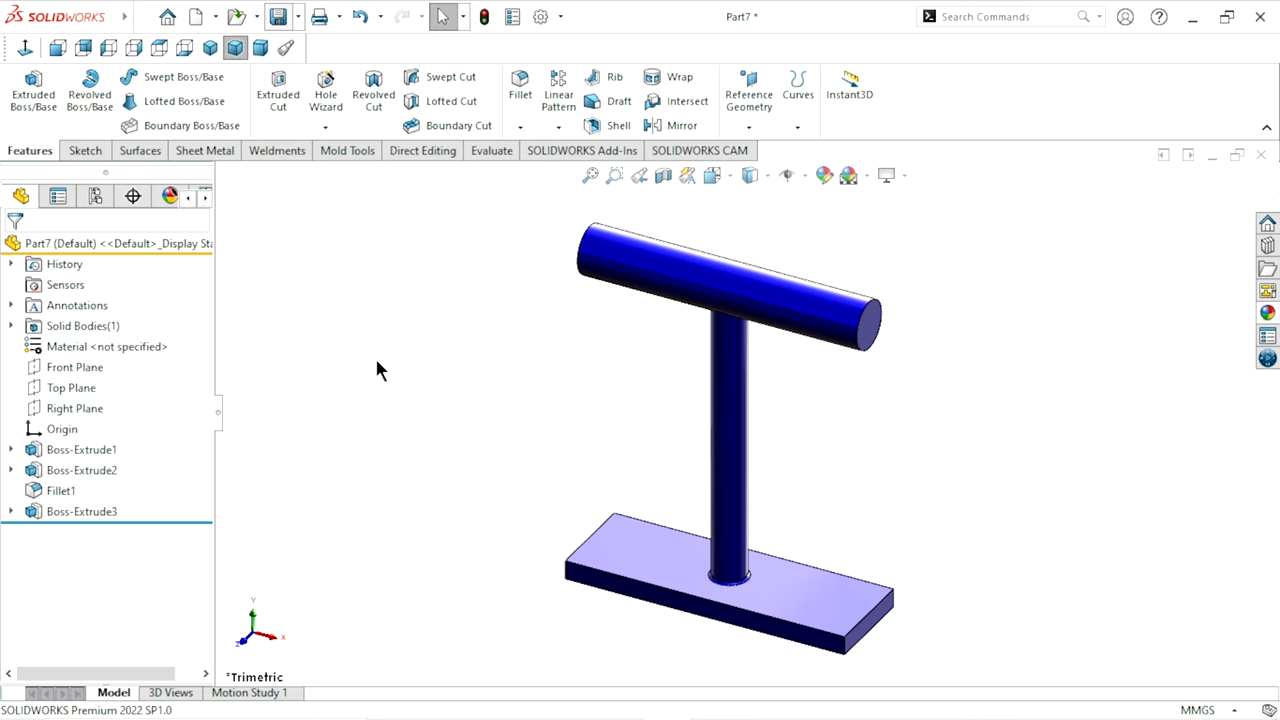 SOLIDWORKS
Part7 *
Search Commands
Extruded Boss/Base
Revolved Boss/Base
Swept Boss/Base
Lofted Boss/Base
Boundary Boss/Base
Extruded Cut
Hole Wizard
Revolved Cut
Swept Cut
Lofted Cut
Boundary Cut
Fillet
Linear Pattern
Rib
Draft
Shell
Wrap
Intersect
Mirror
Reference Geometry
Curves
Instant3D
Features
Sketch
Surfaces
Sheet Metal
Weldments
Mold Tools
Direct Editing
Evaluate
SOLIDWORKS Add-Ins
SOLIDWORKS CAM
Part7 (Default) <<Default>_Display Sta
History
Sensors
Annotations
Solid Bodies(1)
Material <not specified>
Front Plane
Top Plane
Right Plane
Origin
Boss-Extrude1
Boss-Extrude2
Fillet1
Boss-Extrude3
Y
X
Z
*Trimetric
Model
3D Views
Motion Study 1
SOLIDWORKS Premium 2022 SP1.0
MMGS